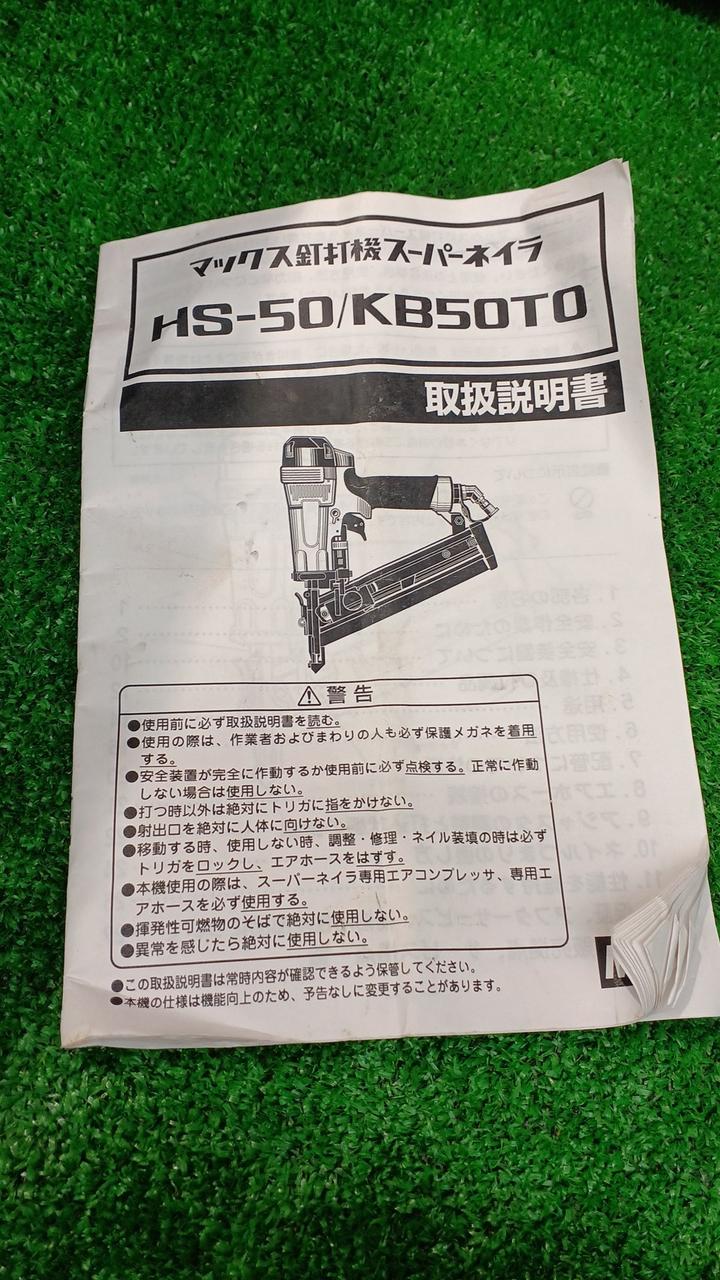 マックス釘打機スーパーネイラ
HS-50/KB50TO
取扱説明書
警告
●使用前に必ず取扱説明書を読む。
●使用の際は、作業者およびまわりの人も必ず保護メガネを着用
する。
●安全装置が完全に作動するか使用前に必ず点検する。正常に作動
しない場合は使用しない。
●打つ時以外は絶対にトリガに指をかけない。
●射出口を絶対に人体に向けない。
●移動する時、使用しない時、調整・修理・ネイル装填の時は必ず
トリガをロックし、エアホースをはずす。
●本機使用の際は、スーパーネイラ専用エアコンプレッサ、専用エ
アホースを必ず使用する。
●揮発性可燃物のそばで絶対に使用しない。
●異常を感じたら絶対に使用しない。
●この取扱説明書は常時内容が確認できるよう保管してください。
●本機の仕様は機能向上のため、予告なしに変更することがあります。